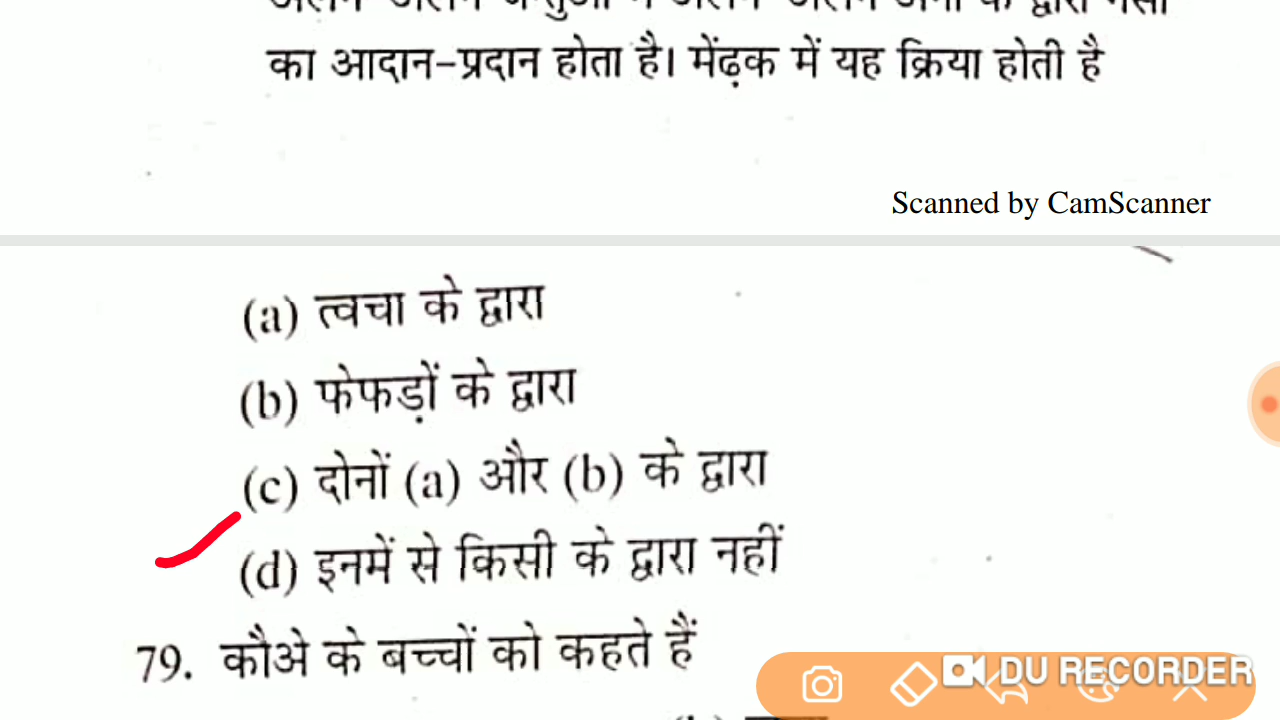 का आदान-प्रदान होता है। मेंढ़क में यह क्रिया होती है
Scanned by CamScanner
(a) त्वचा के द्वारा
(b) फेफड़ों के द्वारा
(c) दोनों (a) और (b) के द्वारा
(d) इनमें से किसी के द्वारा नहीं
79. कौअे के बच्चों को कहते हैं
DU RECORDER